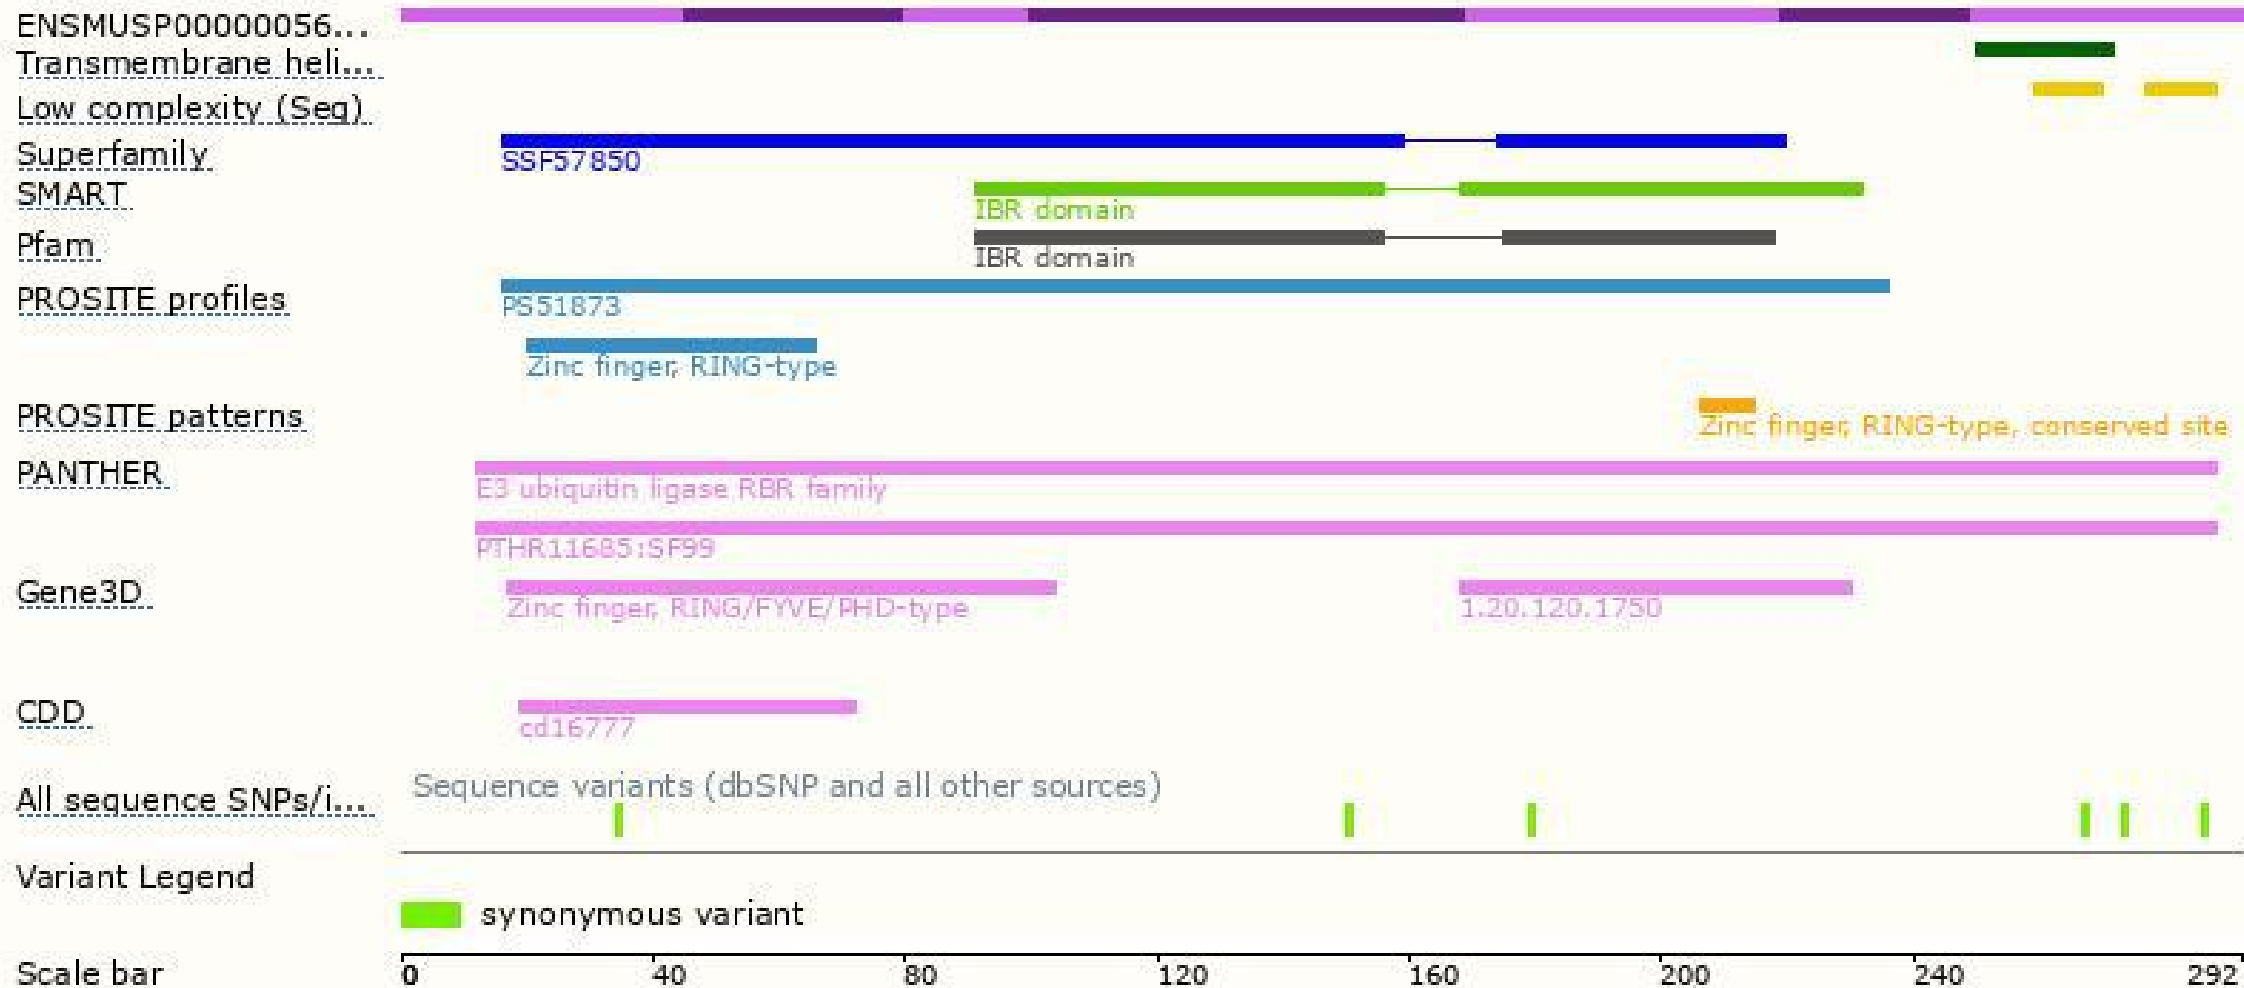 ENSMUSP00000056...
Transmembrane heli...
Low complexity (Seg)
Superfamily
SSF57850
SMART
IBR domain
Pfam
IBR domain
PROSITE profiles
PS51873
Zinc finger, RING-type
PROSITE patterns
Zinc finger, RING-type, conserved site
PANTHER
E3 ubiquitin ligase RBR family
PTHR11685:SF99
Gene3D
Zinc finger, RING/FYVE/PHD-type 1.20.120.1750
CDD
cd16777
Sequence variants (dbSNP and all other sources)
All sequence SNPs/i...
Variant Legend
synonymous variant
Scale bar 0 40 80 120 160 200 240 292